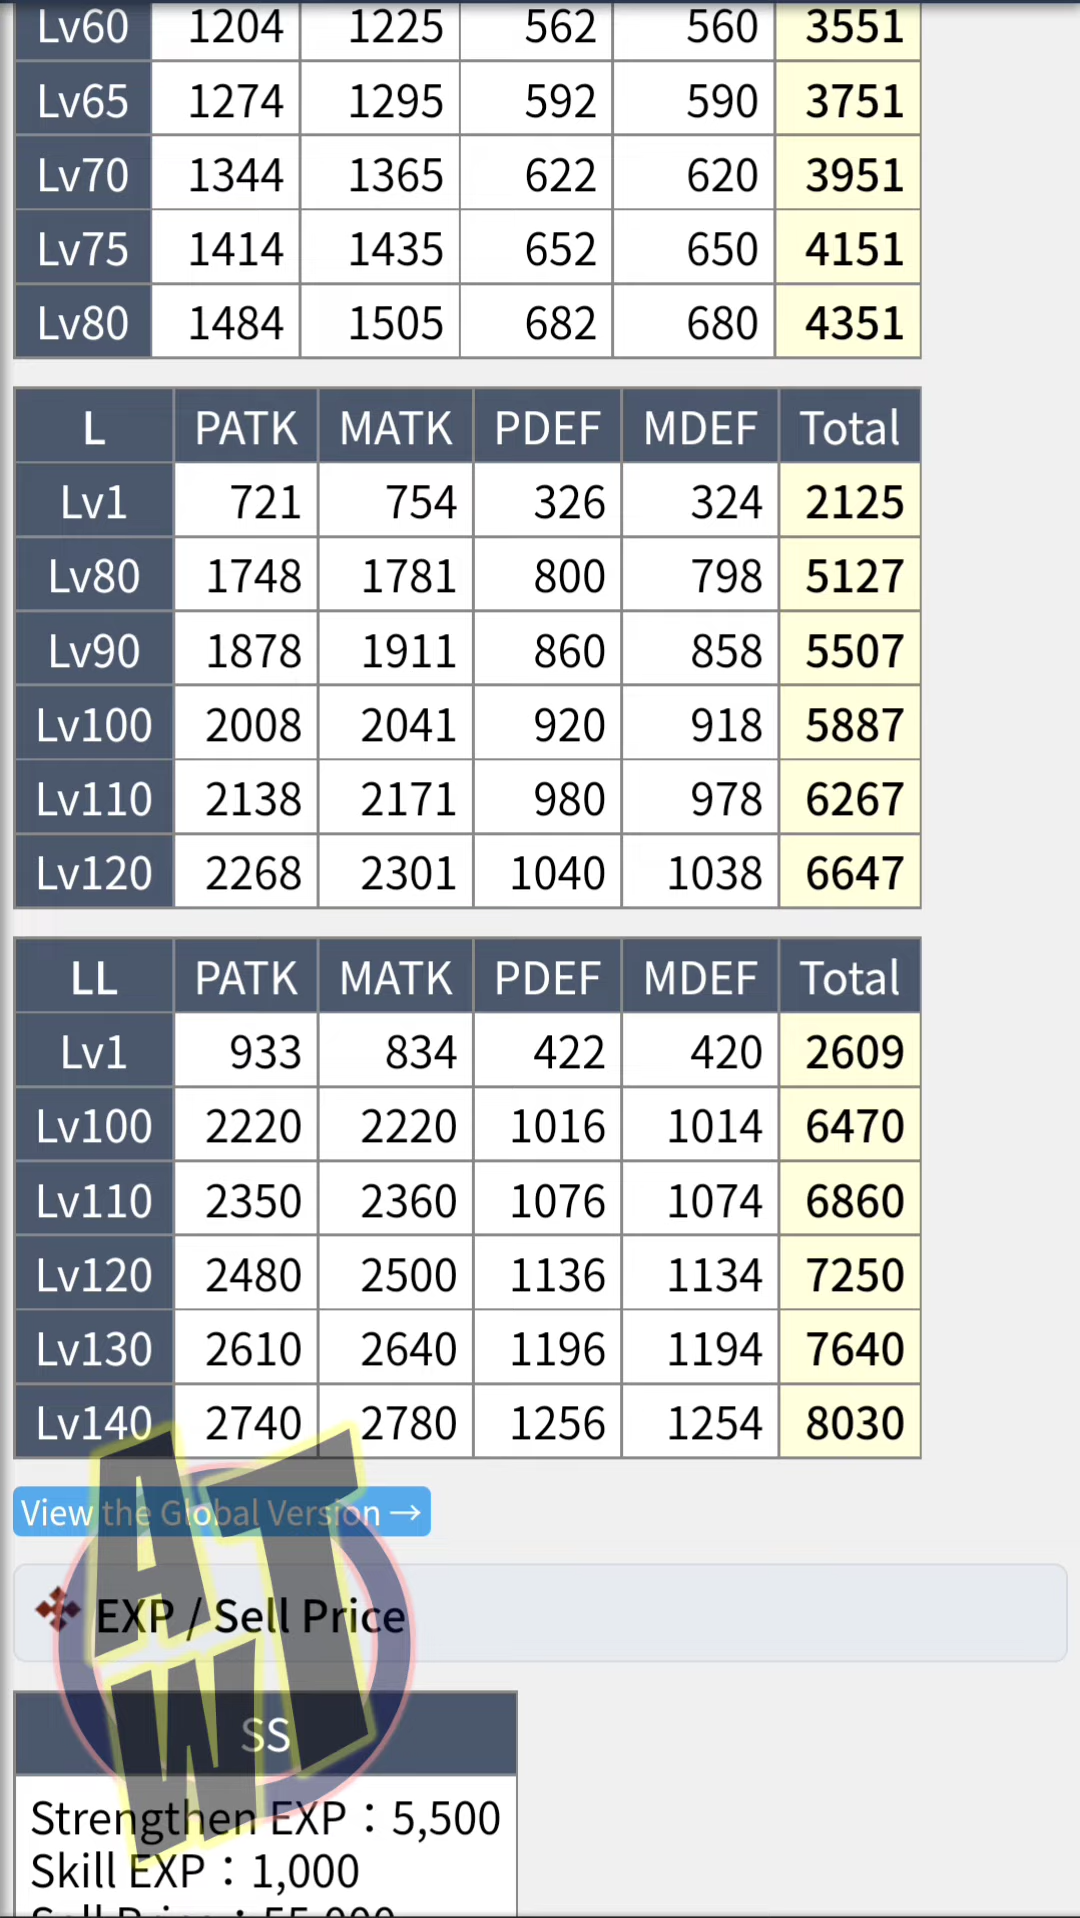 Lv60 1204 1225 562 560 3551
Lv65 1274 1295 592 590 3751
Lv70 1344 1365 622 620 3951
Lv75 1414 1435 652 650 4151
Lv80 1484 1505 682 680 4351
L PATK MATK PDEF MDEF Total
Lv1 721 754 326 324 2125
Lv80 1748 1781 800 798 5127
Lv90 1878 1911 860 858 5507
Lv100 2008 2041 920 918 5887
Lv110 2138 2171 980 978 6267
Lv120 2268 2301 1040 1038 6647
LL PATK MATK PDEF MDEF Total
Lv1 933 834 422 420 2609
Lv100 2220 2220 1016 1014 6470
Lv110 2350 2360 1076 1074 6860
Lv120 2480 2500 1136 1134 7250
Lv130 2610 2640 1196 1194 7640
Lv140 2740 2780 1256 1254 8030
View the Global Version →
EXP / Sell Price
ATW
SS
Strengthen EXP：5,500
Skill EXP：1,000
Sell Price：55,000